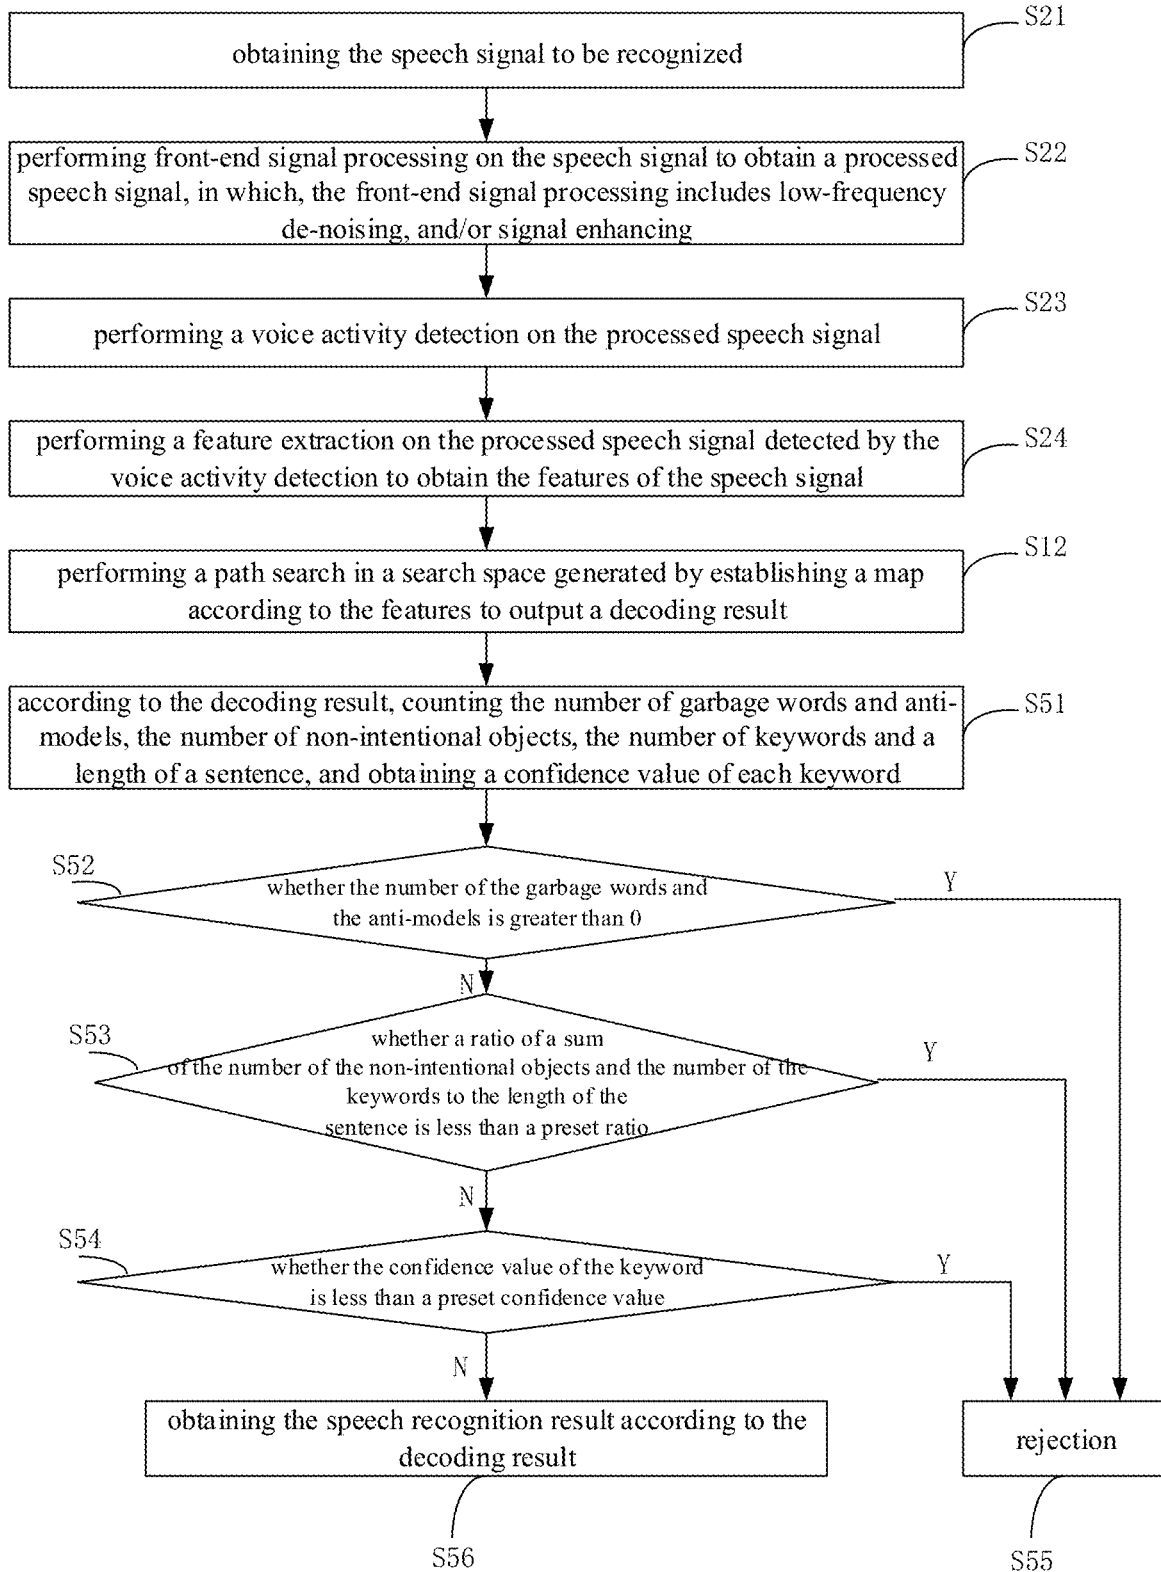 S21
obtaining the speech signal to be recognized
S22
performing front-end signal processing on the speech signal to obtain a processed
speech signal, in which, the front-end signal processing includes low-frequency
de-noising, and/or signal enhancing
S23
performing a voice activity detection on the processed speech signal
S24
performing a feature extraction on the processed speech signal detected by the
voice activity detection to obtain the features of the speech signal
S12
performing a path search in a search space generated by establishing a map
according to the features to output a decoding result
S51
according to the decoding result, counting the number of garbage words and anti-
models, the number of non-intentional objects, the number of keywords and a
length of a sentence, and obtaining a confidence value of each keyword
S52
whether the number of the garbage words and
the anti-models is greater than 0
Y
N
S53
whether a ratio of a sum
of the number of the non-intentional objects and the number of the
keywords to the length of the
sentence is less than a preset ratio
Y
N
S54
whether the confidence value of the keyword
is less than a preset confidence value
Y
N
obtaining the speech recognition result according to the
decoding result
rejection
S56
S55